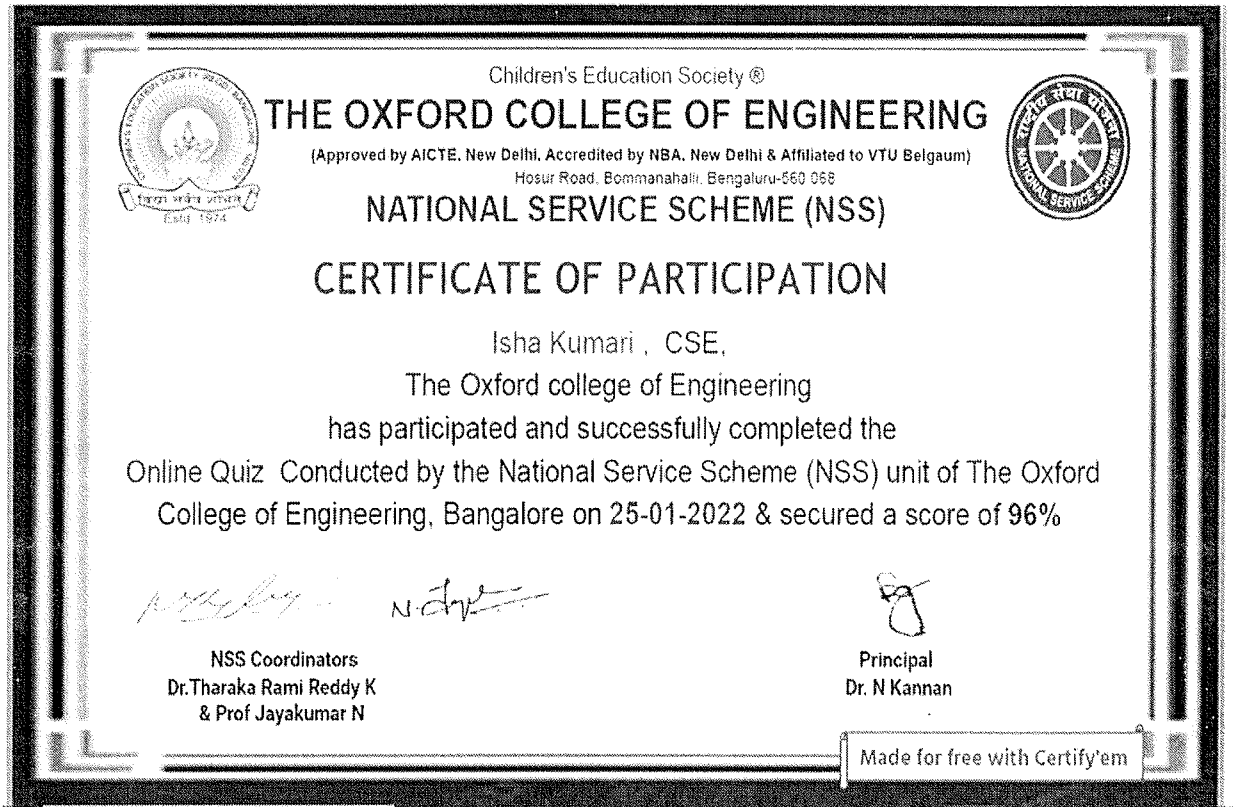 Children's Education Society ®
THE OXFORD COLLEGE OF ENGINEERING
(Approved by AICTE, New Delhi, Accredited by NBA, New Delhi & Affiliated to VTU Belgaum)
Hosur Road, Bommanahalli, Bengaluru-560 068
NATIONAL SERVICE SCHEME (NSS)
Estd. 1974
राष्ट्रीय सेवा योजना
NATIONAL SERVICE SCHEME
CERTIFICATE OF PARTICIPATION
Isha Kumari , CSE,
The Oxford college of Engineering
has participated and successfully completed the
Online Quiz Conducted by the National Service Scheme (NSS) unit of The Oxford
College of Engineering, Bangalore on 25-01-2022 & secured a score of 96%
NSS Coordinators
Dr.Tharaka Rami Reddy K
& Prof Jayakumar N
Principal
Dr. N Kannan
Made for free with Certify'em